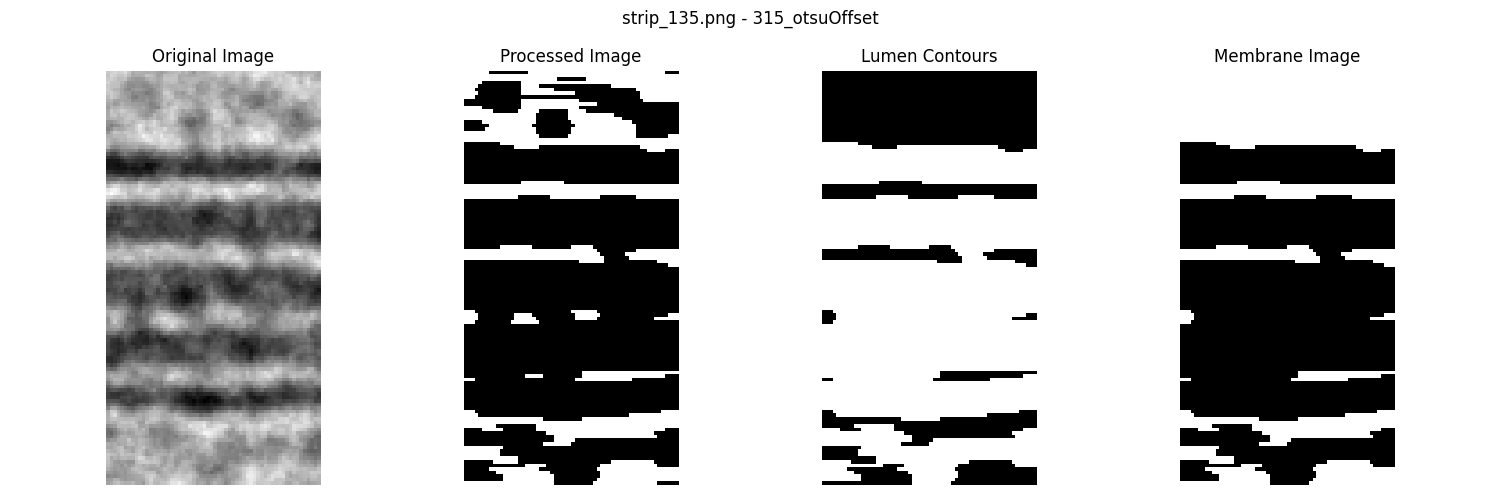 strip_135.png - 315_otsuOffset
Original Image
Processed Image
Lumen Contours
Membrane Image